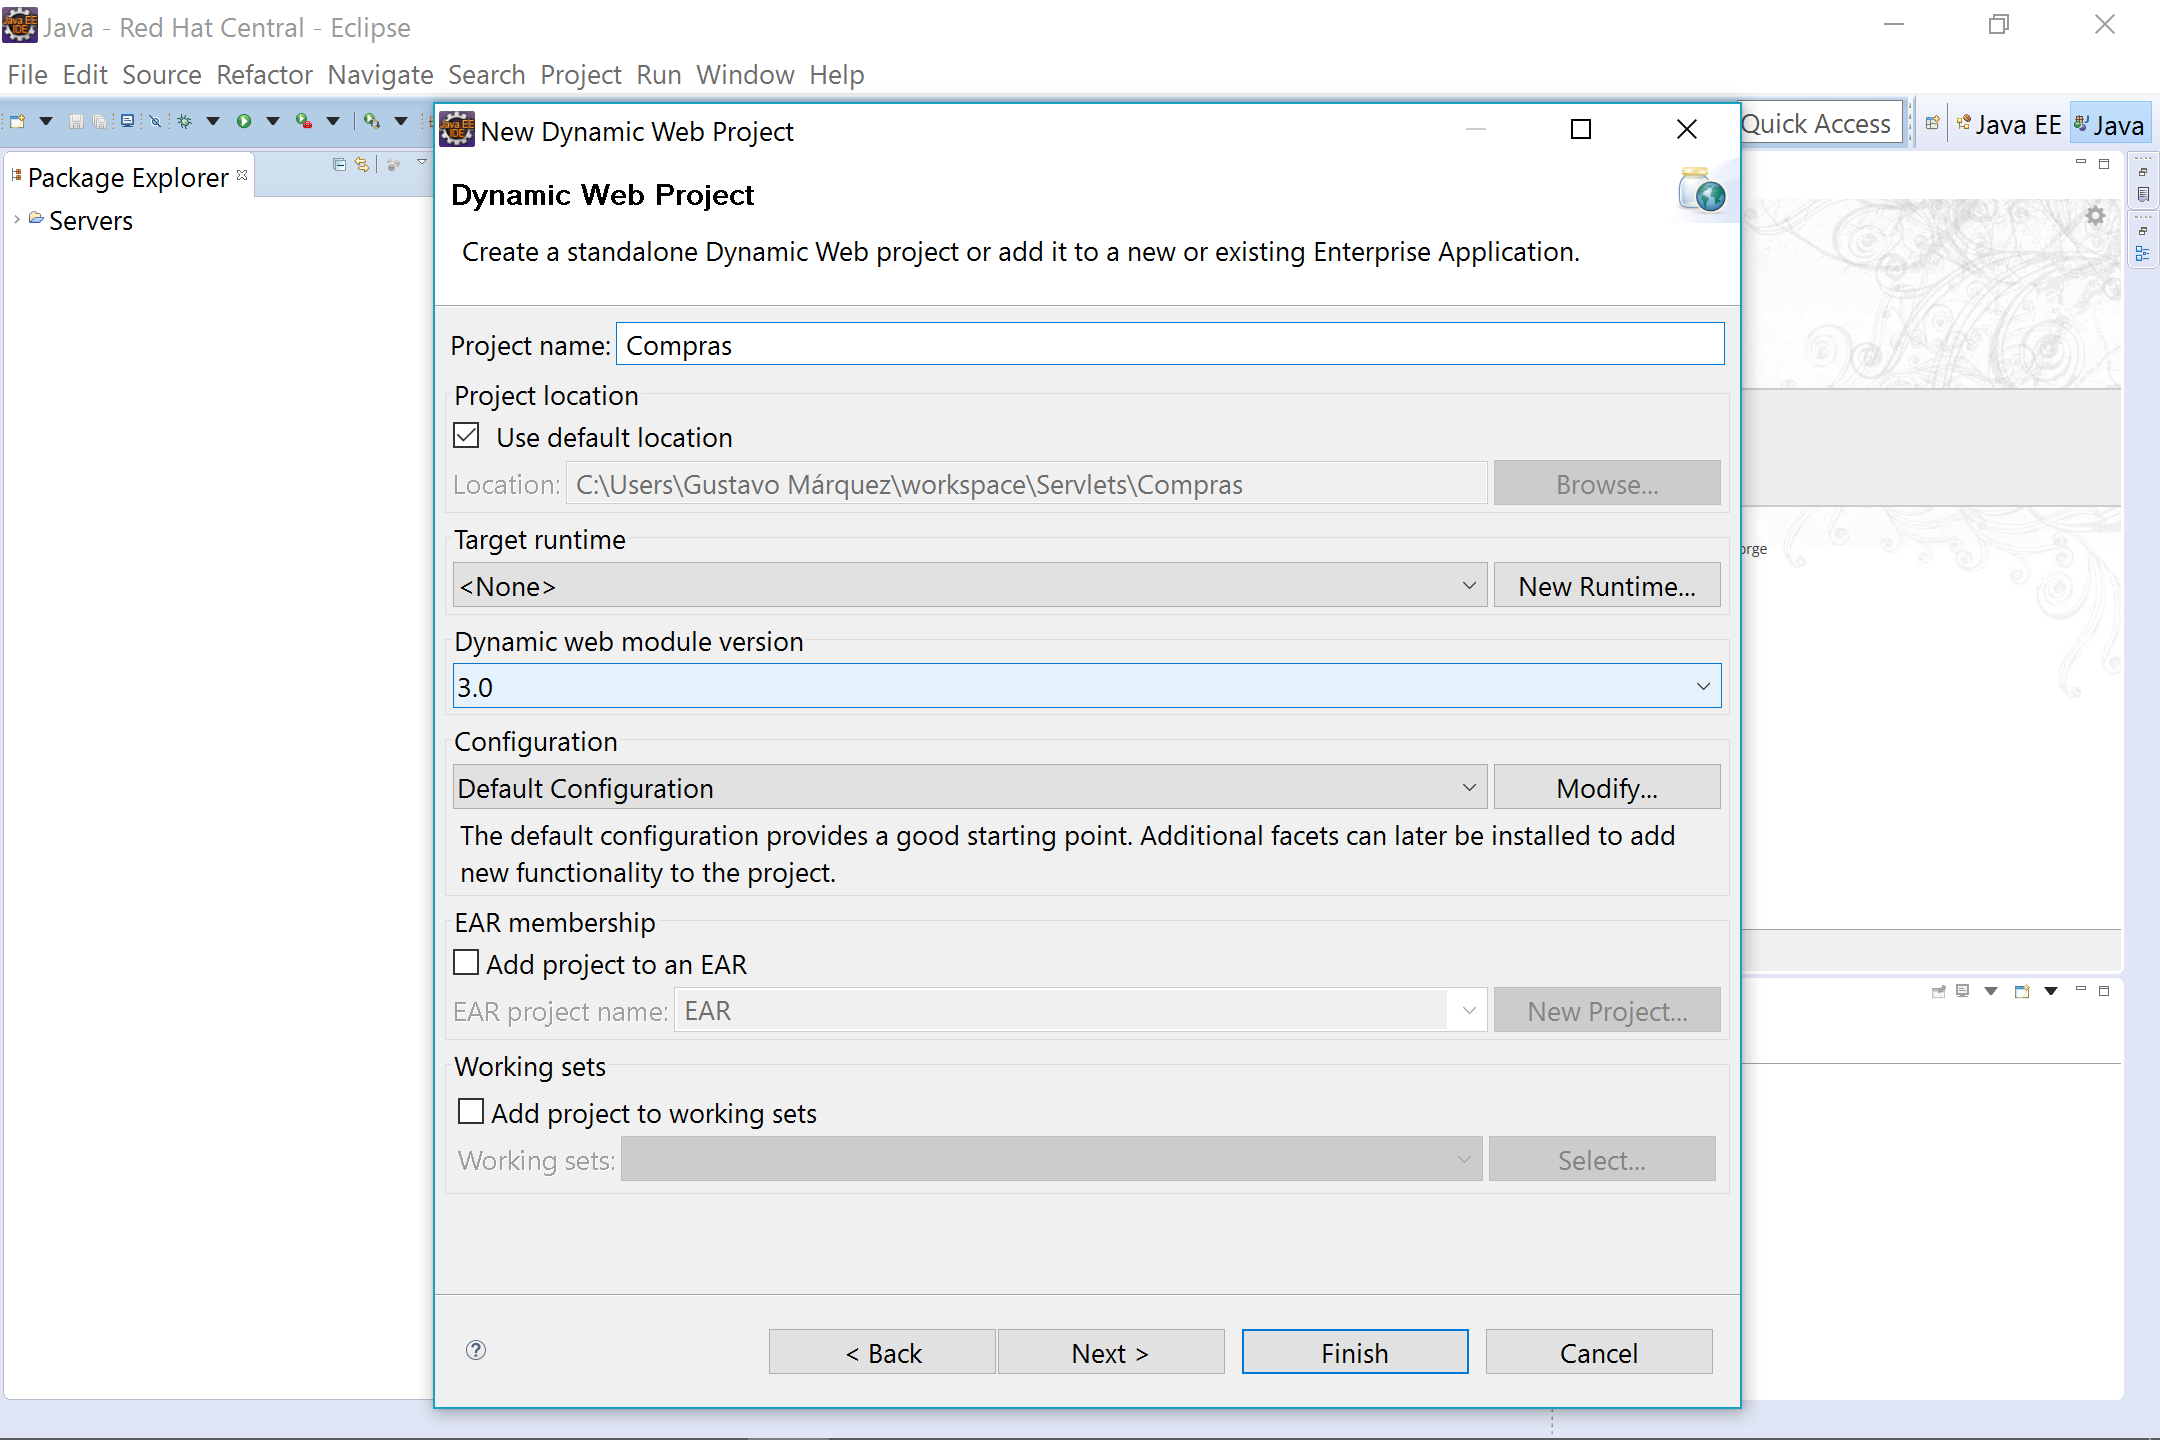 Java - Red Hat Central - Eclipse
File Edit Source Refactor Navigate Search Project Run Window Help
Quick Access
Java EE
Java
Package Explorer
Servers
New Dynamic Web Project
Dynamic Web Project
Create a standalone Dynamic Web project or add it to a new or existing Enterprise Application.
Project name: Compras
Project location
Use default location
Location: C:\Users\Gustavo Márquez\workspace\Servlets\Compras Browse...
Target runtime
<None> New Runtime...
Dynamic web module version
3.0
Configuration
Default Configuration Modify...
The default configuration provides a good starting point. Additional facets can later be installed to add
new functionality to the project.
EAR membership
Add project to an EAR
EAR project name: EAR New Project...
Working sets
Add project to working sets
Working sets: Select...
< Back Next > Finish Cancel